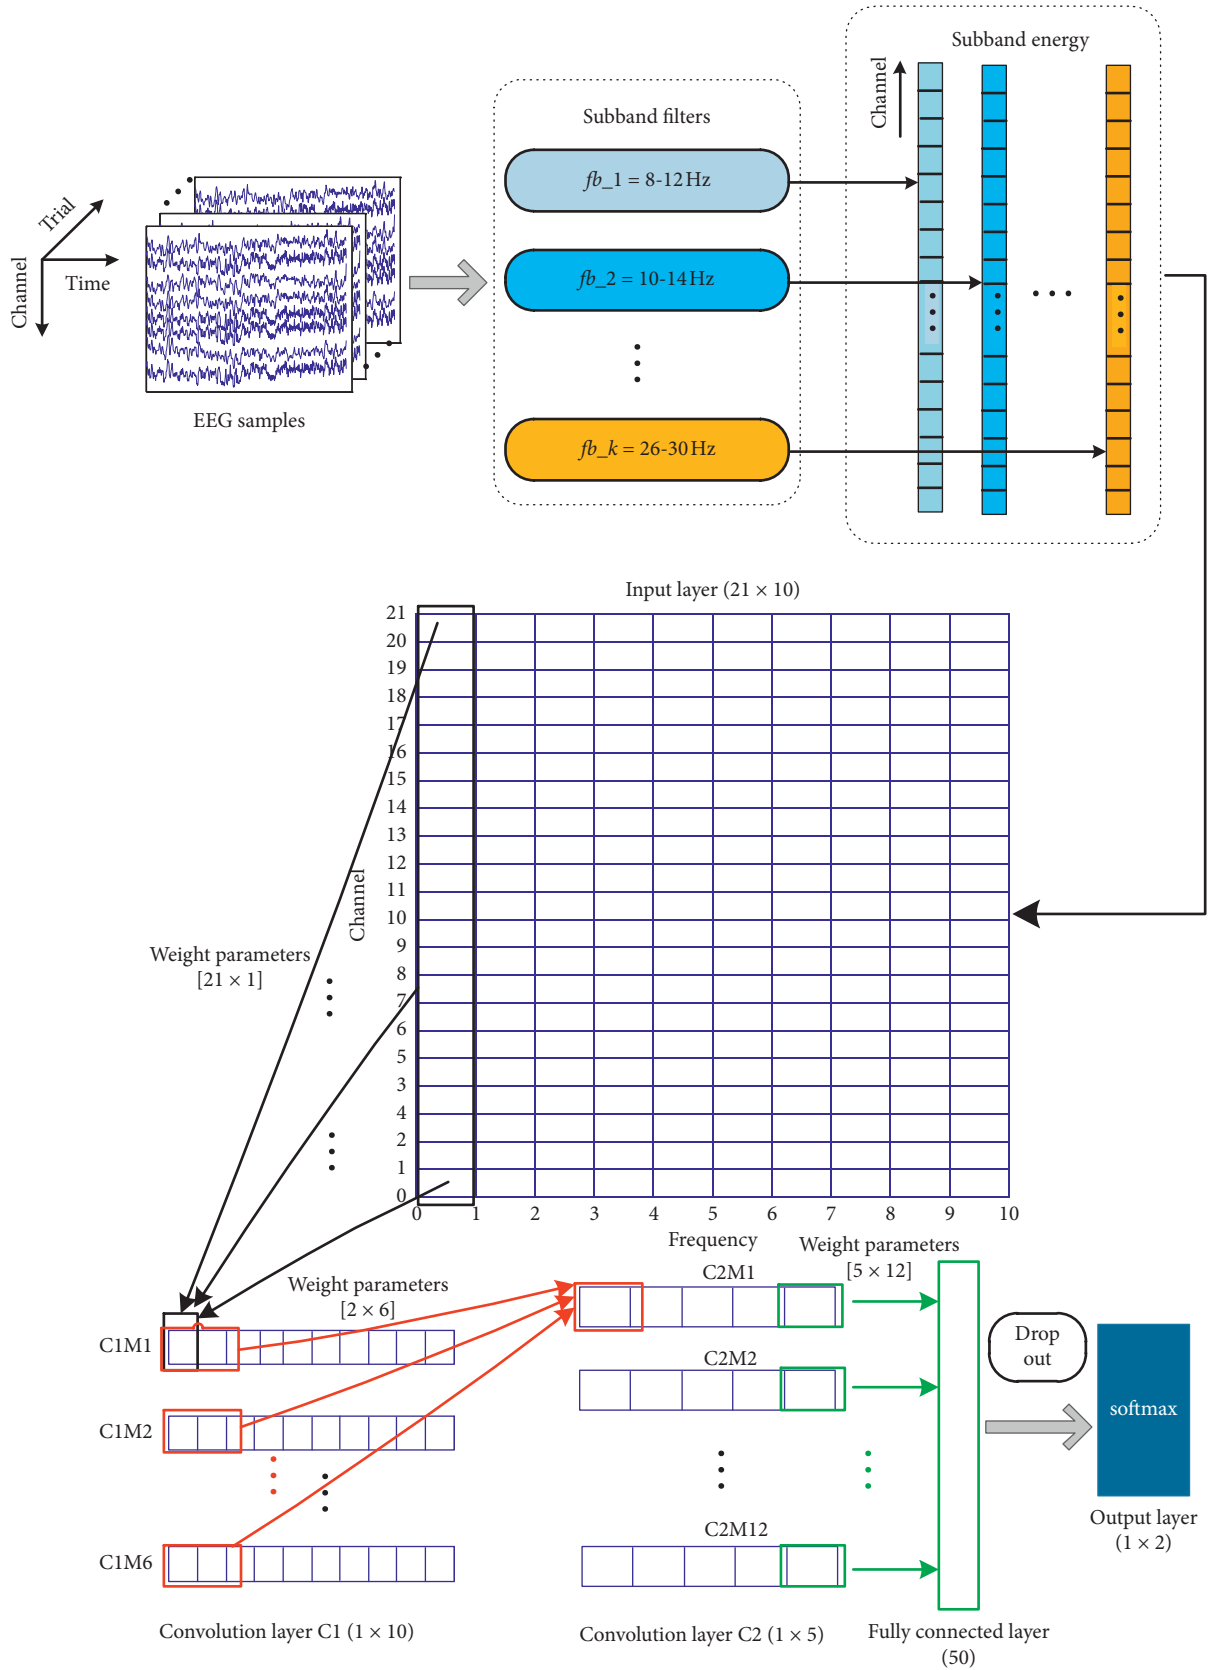 Subband energy
Channel
Subband filters
fb_1 = 8-12 Hz
fb_2 = 10-14 Hz
fb_k = 26-30 Hz
Trial
Time
Channel
EEG samples
Input layer (21 × 10)
21
20
19
18
17
16
15
14
13
12
11
10
9
8
7
6
5
3
4
2
1
0
Channel
0 1 2 3 4 5 6 7 8 9 10
Frequency
Weight parameters
[21 × 1]
Weight parameters
[2 × 6]
Weight parameters
[5 × 12]
C1M1
C1M2
C1M6
Convolution layer C1 (1 × 10)
C2M1
C2M2
C2M12
Convolution layer C2 (1 × 5)
Fully connected layer
(50)
Drop
out
softmax
Output layer
(1 × 2)